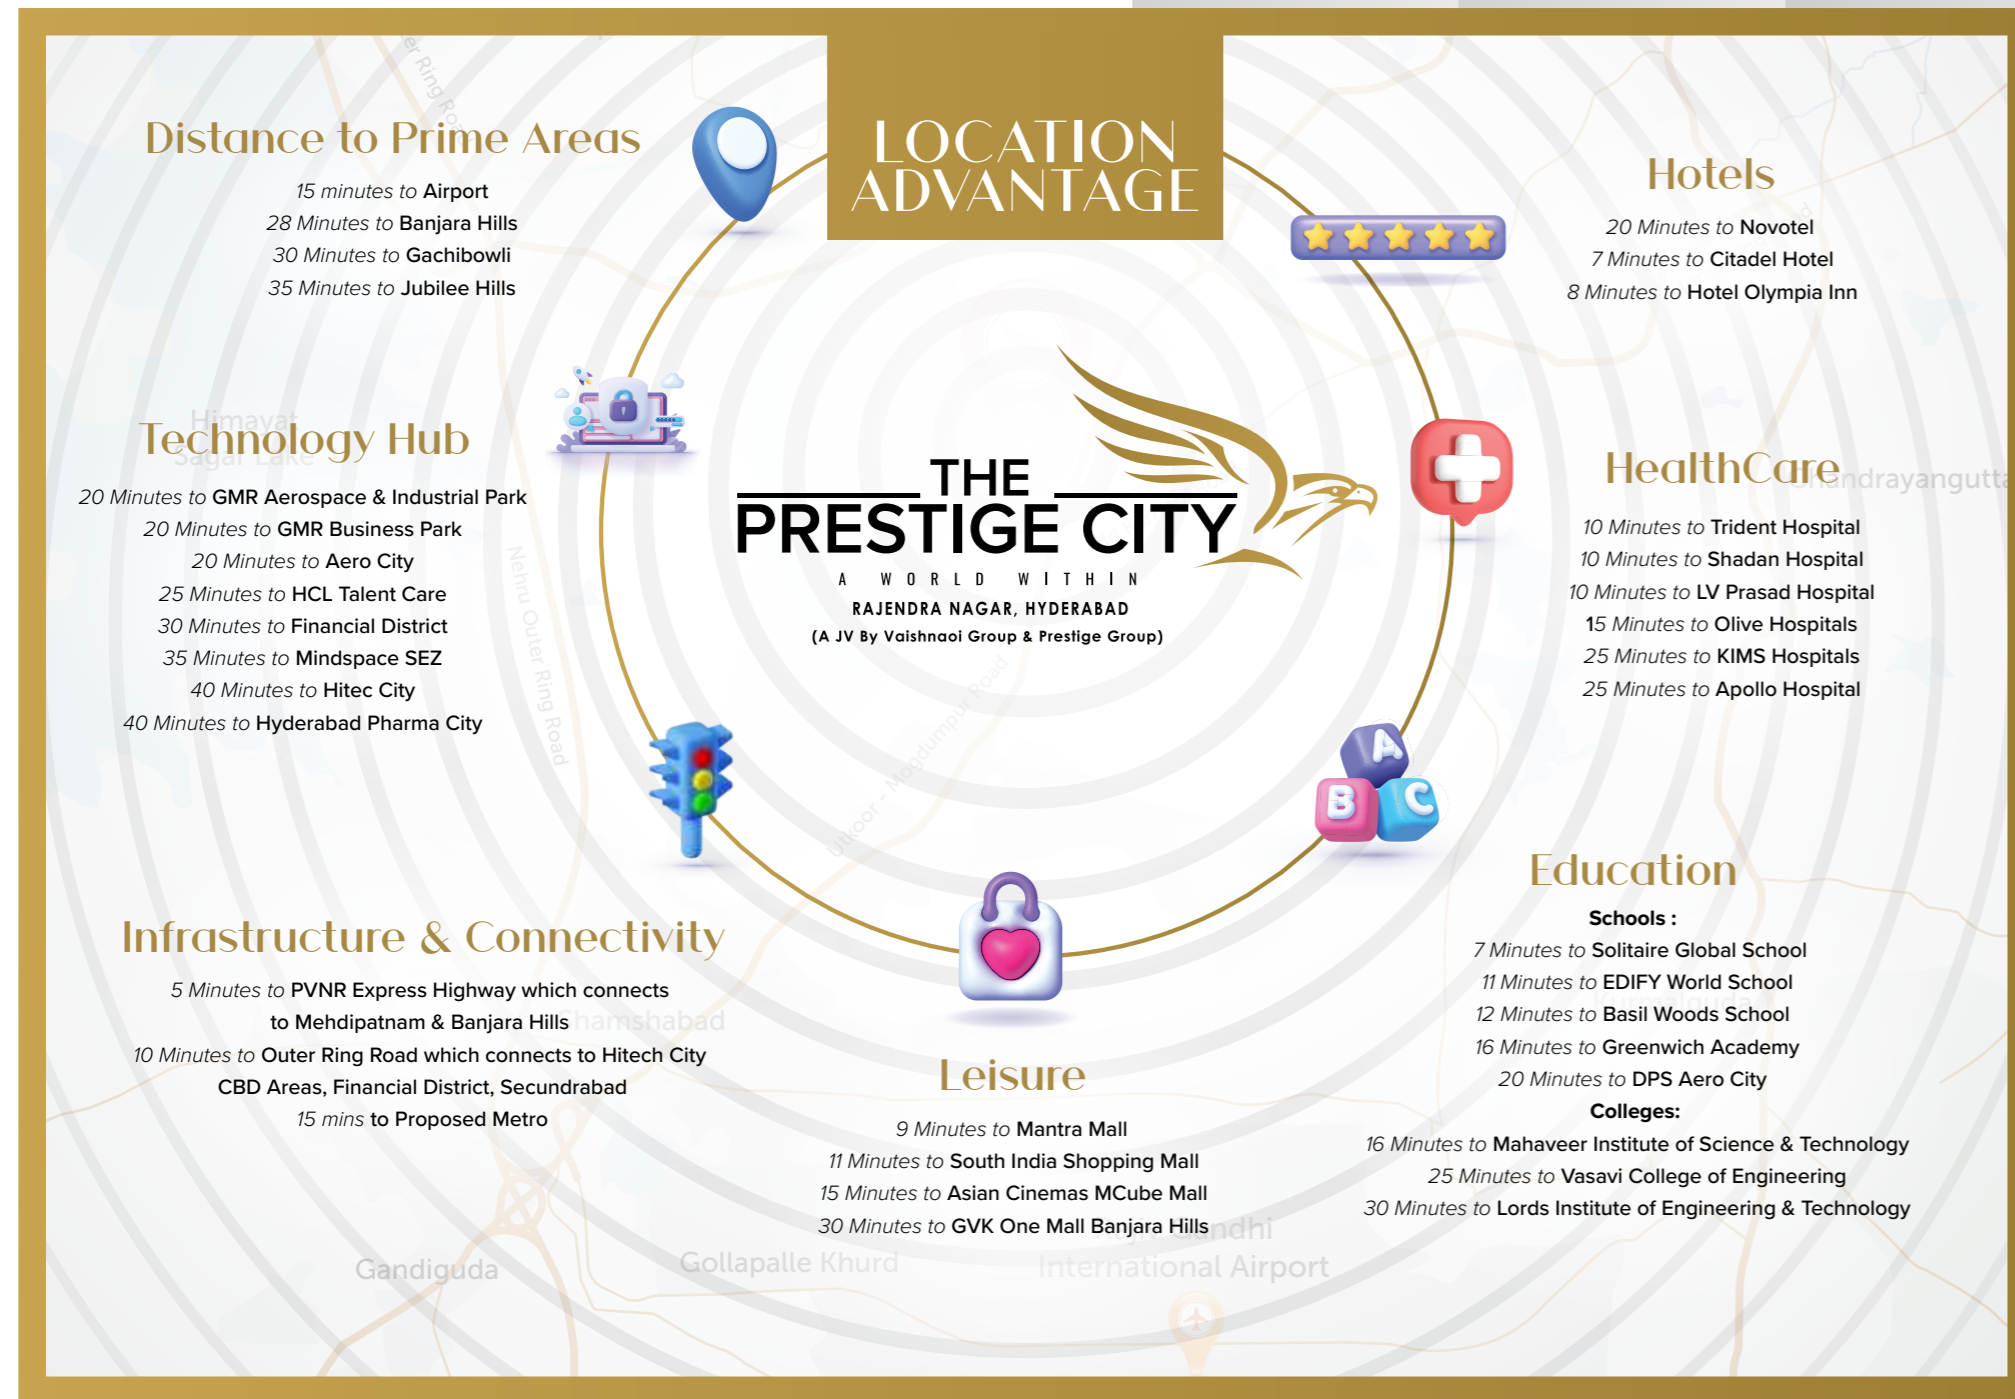 LOCATION
ADVANTAGE
Distance to Prime Areas
15 minutes to Airport
28 Minutes to Banjara Hills
30 Minutes to Gachibowli
35 Minutes to Jubilee Hills
Technology Hub
20 Minutes to GMR Aerospace & Industrial Park
20 Minutes to GMR Business Park
20 Minutes to Aero City
25 Minutes to HCL Talent Care
30 Minutes to Financial District
35 Minutes to Mindspace SEZ
40 Minutes to Hitec City
40 Minutes to Hyderabad Pharma City
Infrastructure & Connectivity
5 Minutes to PVNR Express Highway which connects
to Mehdipatnam & Banjara Hills
10 Minutes to Outer Ring Road which connects to Hitech City
CBD Areas, Financial District, Secundrabad
15 mins to Proposed Metro
THE
PRESTIGE CITY
A WORLD WITHIN
RAJENDRA NAGAR, HYDERABAD
(A JV By Vaishnaoi Group & Prestige Group)
Leisure
9 Minutes to Mantra Mall
11 Minutes to South India Shopping Mall
15 Minutes to Asian Cinemas MCube Mall
30 Minutes to GVK One Mall Banjara Hills
Hotels
20 Minutes to Novotel
7 Minutes to Citadel Hotel
8 Minutes to Hotel Olympia Inn
HealthCare
10 Minutes to Trident Hospital
10 Minutes to Shadan Hospital
10 Minutes to LV Prasad Hospital
15 Minutes to Olive Hospitals
25 Minutes to KIMS Hospitals
25 Minutes to Apollo Hospital
A
B
C
Education
Schools :
7 Minutes to Solitaire Global School
11 Minutes to EDIFY World School
12 Minutes to Basil Woods School
16 Minutes to Greenwich Academy
20 Minutes to DPS Aero City
Colleges:
16 Minutes to Mahaveer Institute of Science & Technology
25 Minutes to Vasavi College of Engineering
30 Minutes to Lords Institute of Engineering & Technology
Himayat
Sagar Lake
Nehru Outer Ring Road
Utkoor - Mogdumpur Road
Shamshabad
Gandiguda
Gollapalle Khurd
Gandhi
International Airport
Kurmalguda
Chandrayangutta
Ring Road